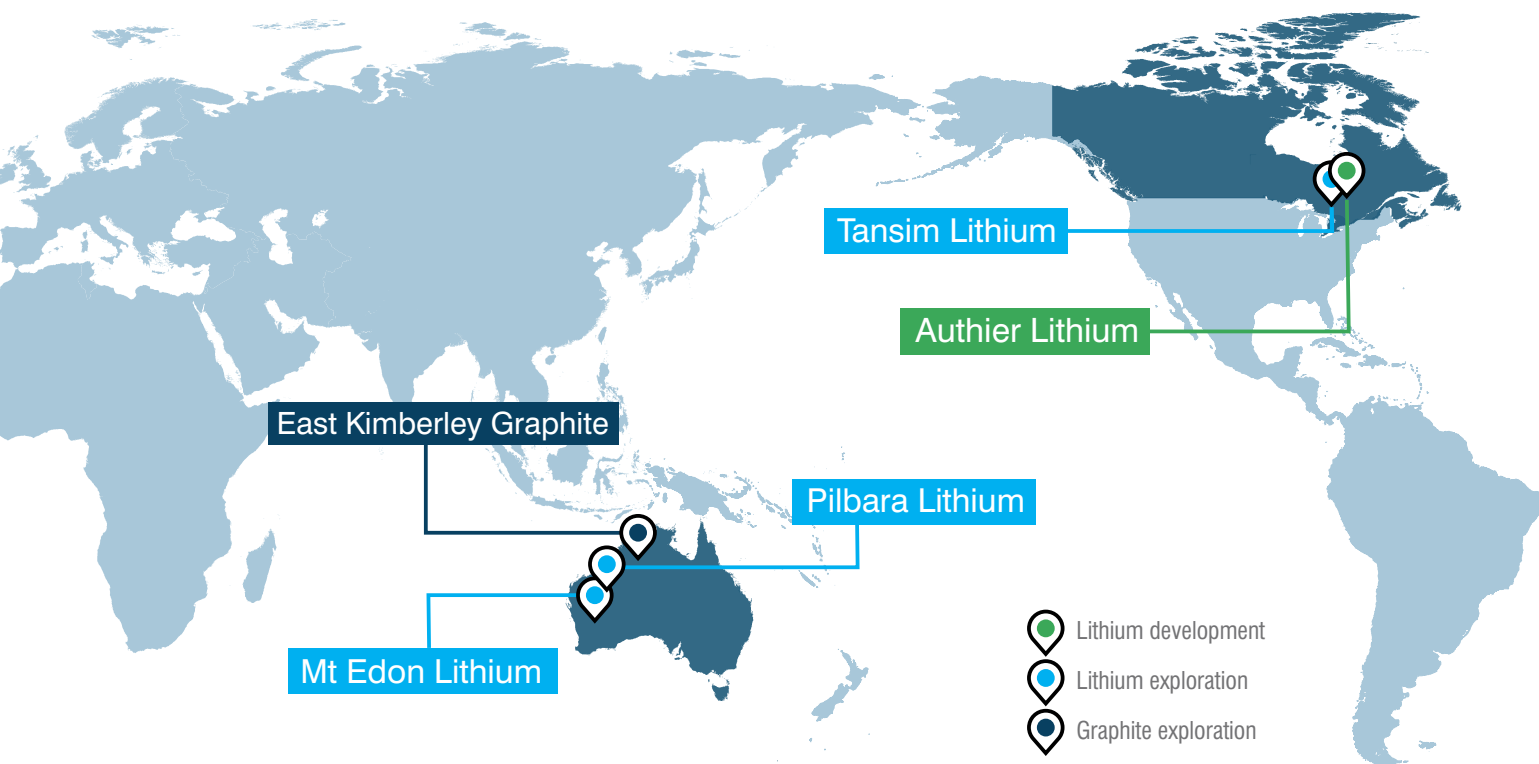 Tansim Lithium
Authier Lithium
East Kimberley Graphite
Pilbara Lithium
Mt Edon Lithium
Lithium development
Lithium exploration
Graphite exploration